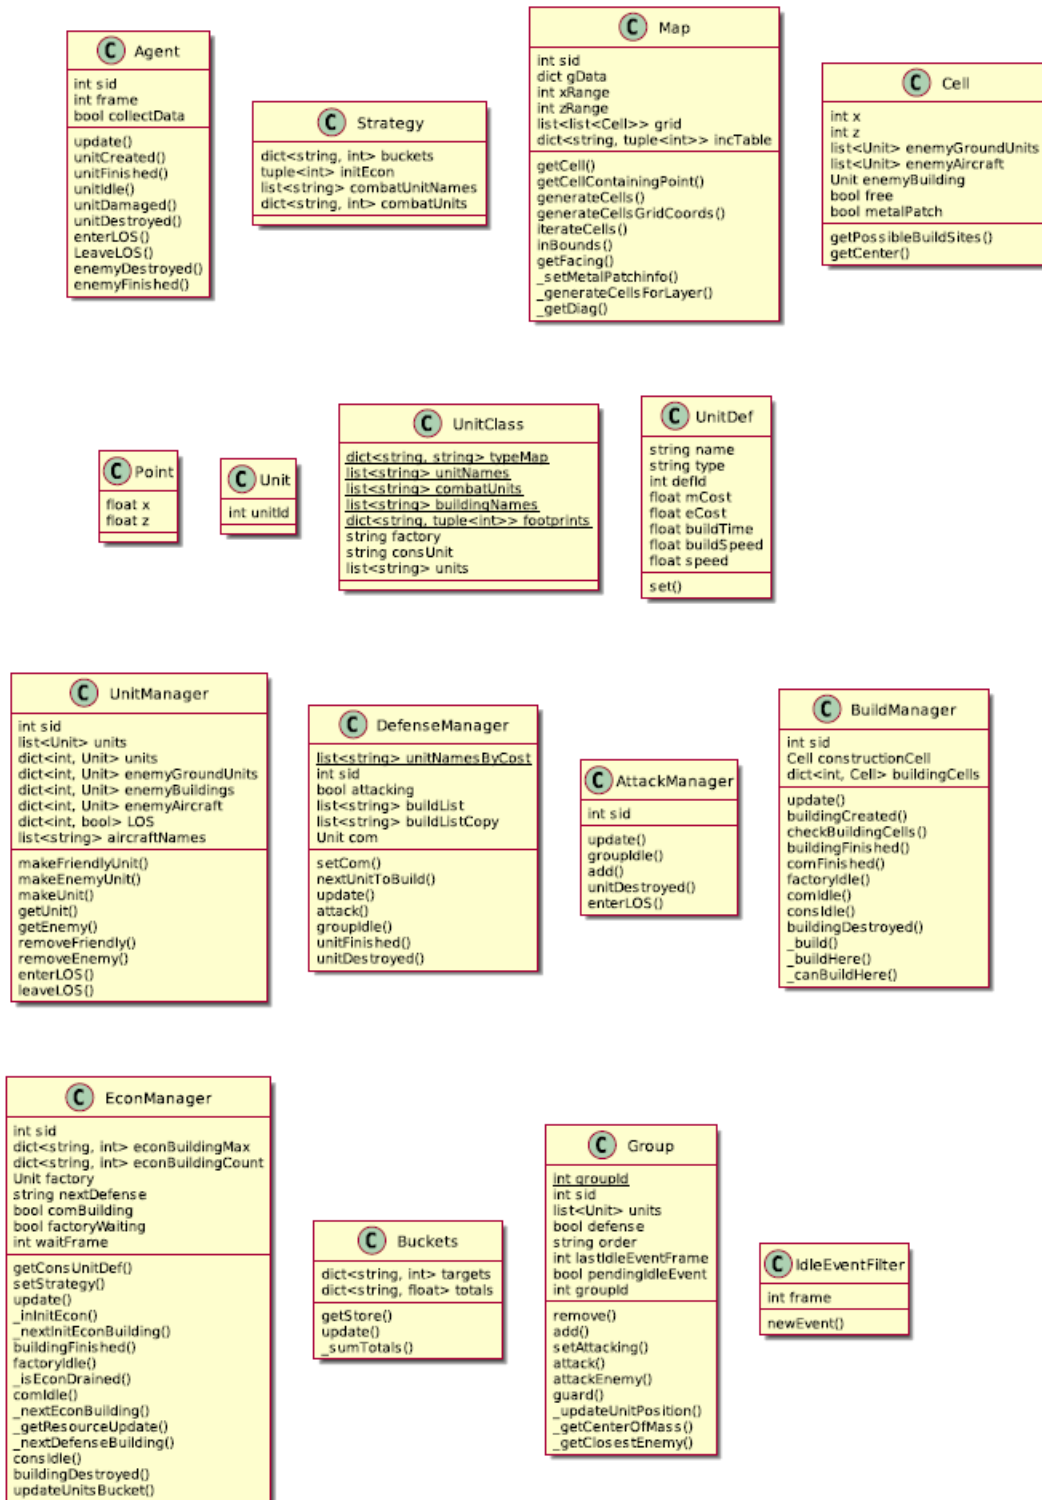 C Agent
int sid
int frame
bool collectData
update()
unitCreated()
unitFinished()
unitIdle()
unitDamaged()
unitDestroyed()
enterLOS()
LeaveLOS()
enemyDestroyed()
enemyFinished()
C Strategy
dict<string, int> buckets
tuple<int> initEcon
list<string> combatUnitNames
dict<string, int> combatUnits
C Map
int sid
dict gData
int xRange
int zRange
list<list<Cell>> grid
dict<string, tuple<int>> incTable
getCell()
getCellContainingPoint()
generateCells()
generateCellsGridCoords()
iterateCells()
inBounds()
getFacing()
_setMetalPatchinfo()
_generateCellsForLayer()
_getDiag()
C Cell
int x
int z
list<Unit> enemyGroundUnits
list<Unit> enemyAircraft
Unit enemyBuilding
bool free
bool metalPatch
getPossibleBuildSites()
getCenter()
C Point
float x
float z
C Unit
int unitId
C UnitClass
dict<string, string> typeMap
list<string> unitNames
list<string> combatUnits
list<string> buildingNames
dict<string, tuple<int>> footprints
string factory
string consUnit
list<string> units
C UnitDef
string name
string type
int defId
float mCost
float eCost
float buildTime
float buildSpeed
float speed
set()
C UnitManager
int sid
list<Unit> units
dict<int, Unit> units
dict<int, Unit> enemyGroundUnits
dict<int, Unit> enemyBuildings
dict<int, Unit> enemyAircraft
dict<int, bool> LOS
list<string> aircraftNames
makeFriendlyUnit()
makeEnemyUnit()
makeUnit()
getUnit()
getEnemy()
removeFriendly()
removeEnemy()
enterLOS()
leaveLOS()
C DefenseManager
list<string> unitNamesByCost
int sid
bool attacking
list<string> buildList
list<string> buildListCopy
Unit com
setCom()
nextUnitToBuild()
update()
attack()
groupIdle()
unitFinished()
unitDestroyed()
C AttackManager
int sid
update()
groupIdle()
add()
unitDestroyed()
enterLOS()
C BuildManager
int sid
Cell constructionCell
dict<int, Cell> buildingCells
update()
buildingCreated()
checkBuildingCells()
buildingFinished()
comFinished()
factoryIdle()
comIdle()
consIdle()
buildingDestroyed()
_build()
_buildHere()
_canBuildHere()
C EconManager
int sid
dict<string, int> econBuildingMax
dict<string, int> econBuildingCount
Unit factory
string nextDefense
bool comBuilding
bool factoryWaiting
int waitFrame
getConsUnitDef()
setStrategy()
update()
_inInitEcon()
_nextInitEconBuilding()
buildingFinished()
factoryIdle()
_isEconDrained()
comIdle()
_nextEconBuilding()
_getResourceUpdate()
_nextDefenseBuilding()
consIdle()
buildingDestroyed()
updateUnitsBucket()
C Buckets
dict<string, int> targets
dict<string, float> totals
getStore()
update()
_sumTotals()
C Group
int groupId
int sid
list<Unit> units
bool defense
string order
int lastIdleEventFrame
bool pendingIdleEvent
int groupId
remove()
add()
setAttacking()
attack()
attackEnemy()
guard()
_updateUnitPosition()
_getCenterOfMass()
_getClosestEnemy()
C IdleEventFilter
int frame
newEvent()